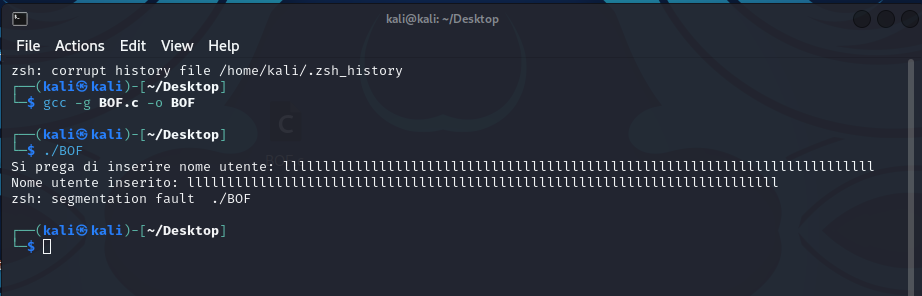 kali@kali: ~/Desktop
File Actions Edit View Help
zsh: corrupt history file /home/kali/.zsh_history
┌──(kali㉿kali)-[~/Desktop]
└─$ gcc -g BOF.c -o BOF
┌──(kali㉿kali)-[~/Desktop]
└─$ ./BOF
Si prega di inserire nome utente: llllllllllllllllllllllllllllllllllllllllllllllllllllllllllllllllllllllllll
Nome utente inserito: llllllllllllllllllllllllllllllllllllllllllllllllllllllllllllllllllllllllll
zsh: segmentation fault  ./BOF
┌──(kali㉿kali)-[~/Desktop]
└─$